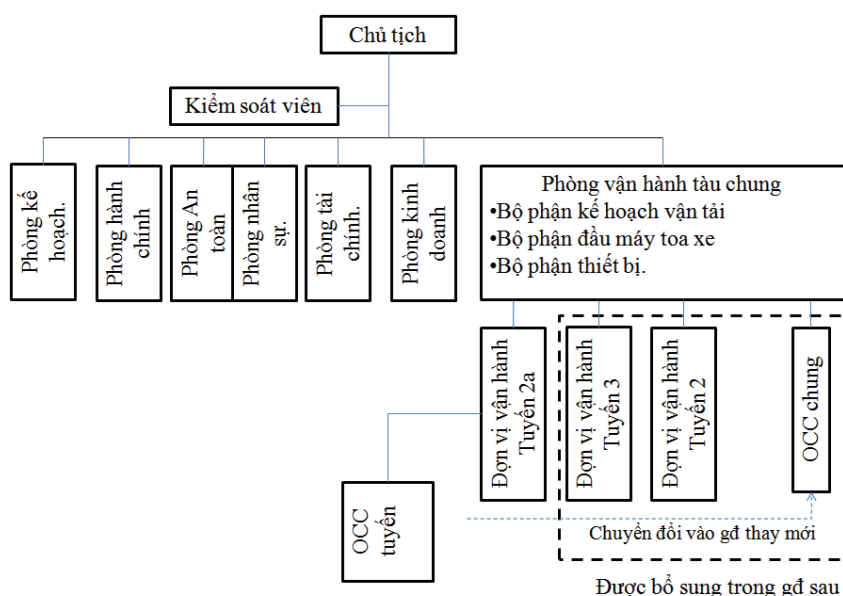 Chủ tịch
Kiểm soát viên
Phòng kế
hoạch.
Phòng hành
chính
Phòng An
toàn
Phòng nhân
sự.
Phòng tài
chính.
Phòng kinh
doanh
Phòng vận hành tàu chung
•Bộ phận kế hoạch vận tải
•Bộ phận đầu máy toa xe
•Bộ phận thiết bị.
Đợn vị vận hành
Tuyến 2a
Đợn vị vận hành
Tuyến 3
Đợn vị vận hành
Tuyến 2
OCC chung
OCC
tuyến
Chuyển đổi vào gđ thay mới
Được bổ sung trong gđ sau